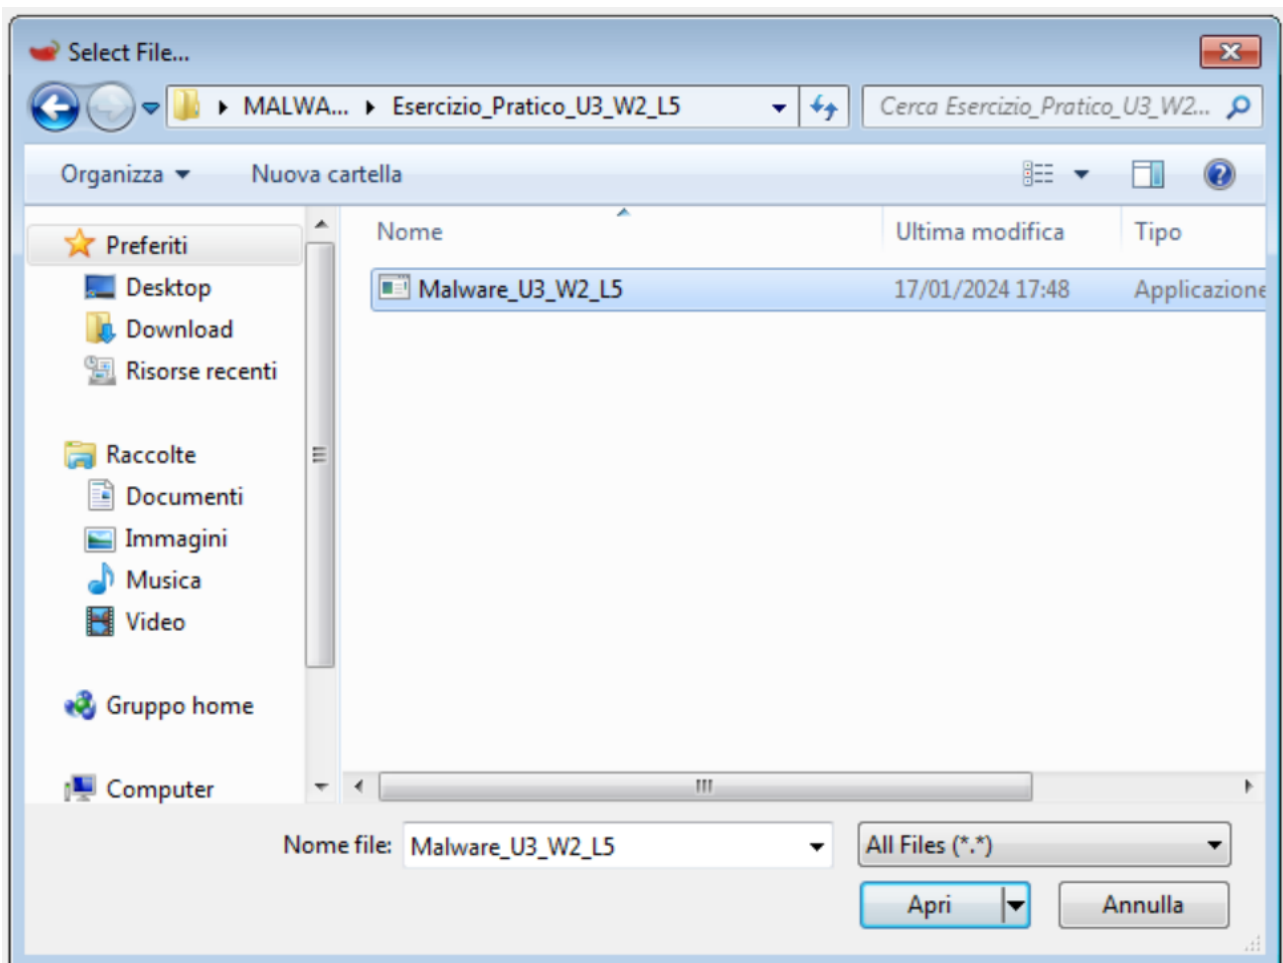 Select File...
MALWA... Esercizio_Pratico_U3_W2_L5 Cerca Esercizio_Pratico_U3_W2...
Organizza Nuova cartella
Nome Ultima modifica Tipo
Preferiti
Malware_U3_W2_L5 17/01/2024 17:48 Applicazione
Desktop
Download
Risorse recenti
Raccolte
Documenti
Immagini
Musica
Video
Gruppo home
Computer
Nome file: Malware_U3_W2_L5 All Files (*.*)
Apri Annulla